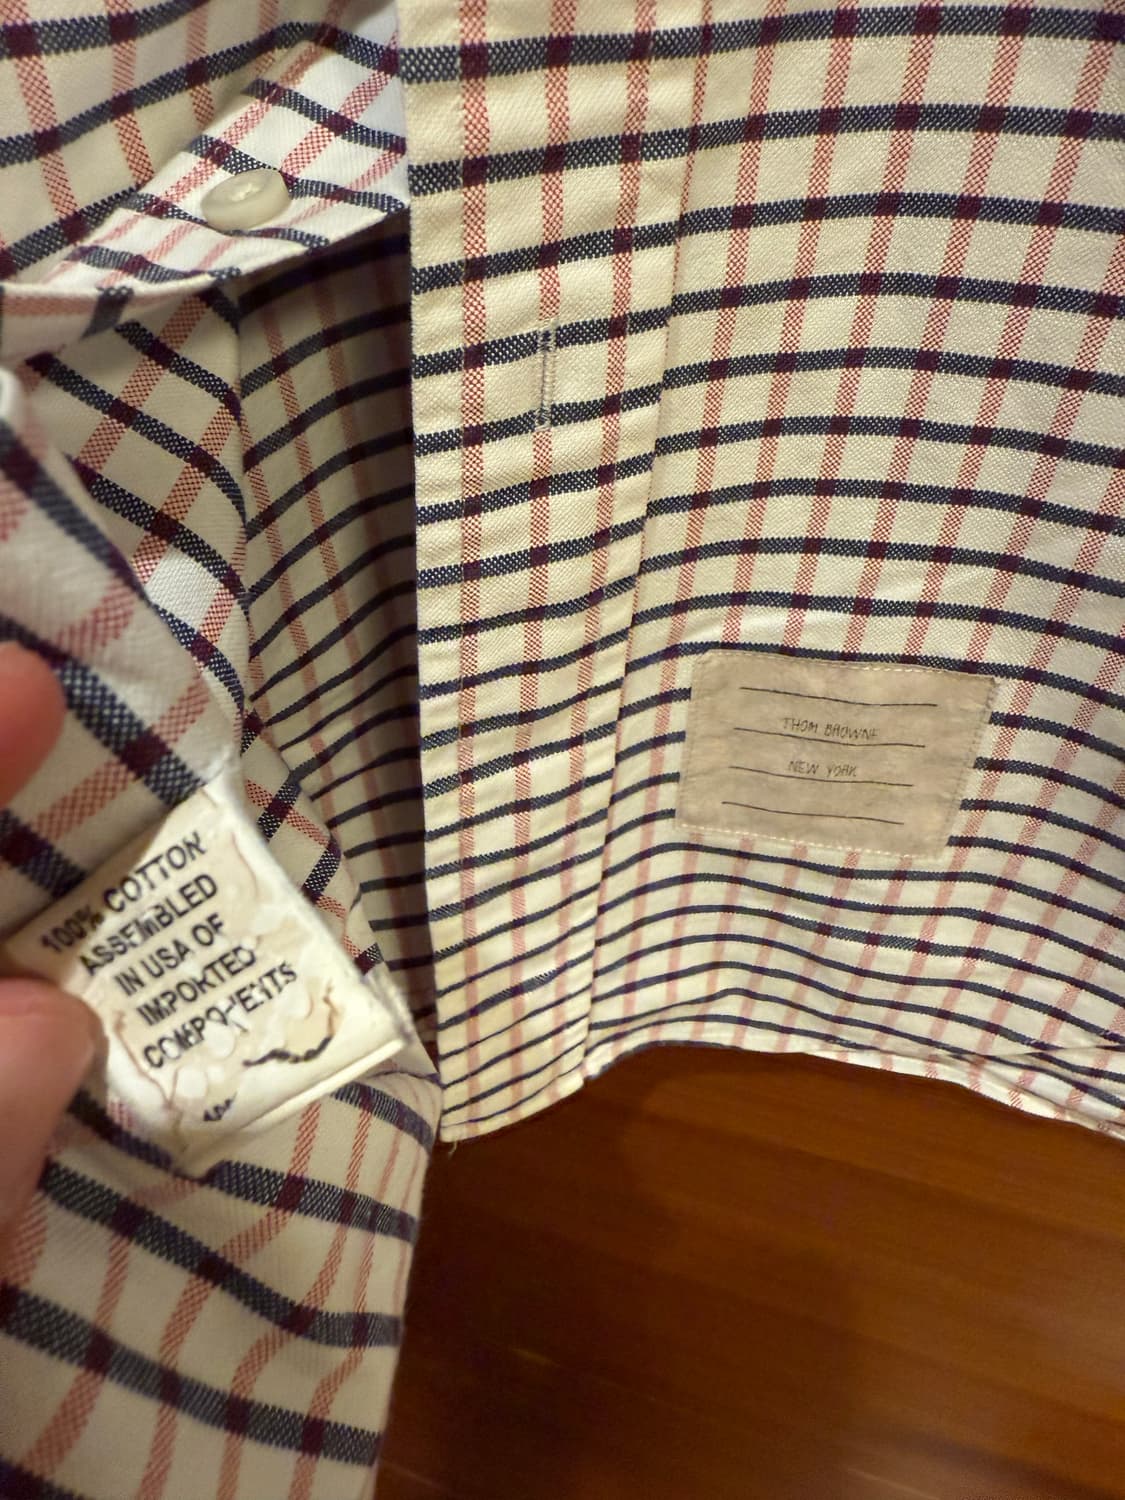 100% COTTON
ASSEMBLED
IN USA OF
IMPORTED
COMPONENTS
THOM BROWNE
NEW YORK